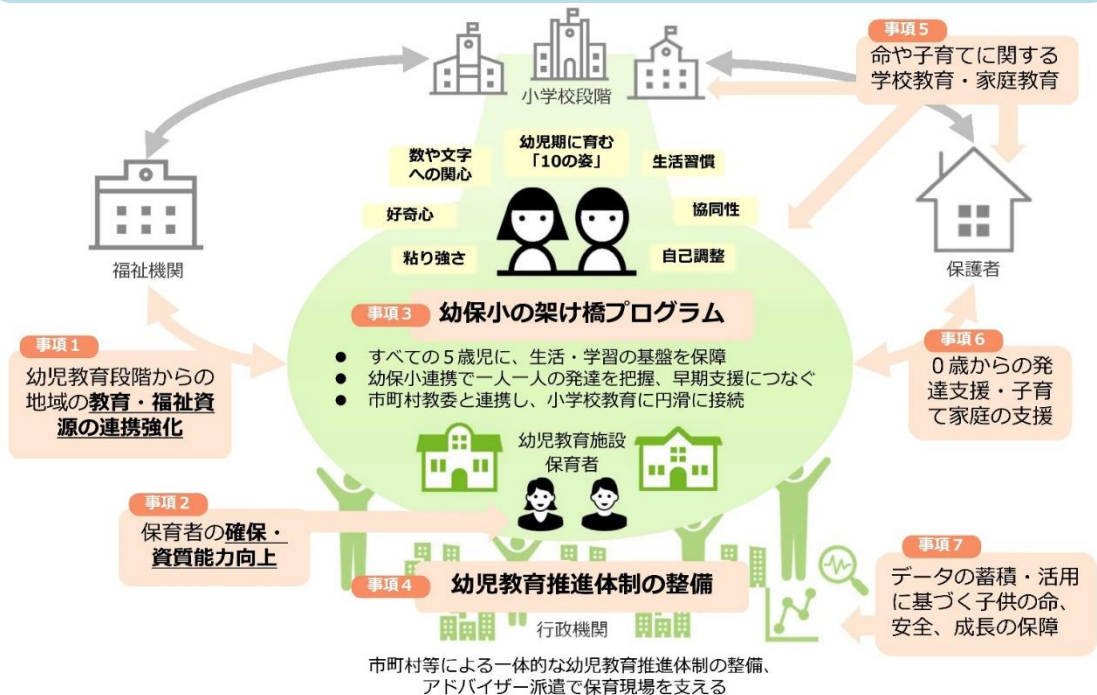 事項5
命や子育てに関する
学校教育・家庭教育
小学校段階
幼児期に育む
「10の姿」
数や文字
への関心
生活習慣
好奇心
協同性
粘り強さ
自己調整
福祉機関
保護者
事項3
幼保小の架け橋プログラム
● すべての5歳児に、生活・学習の基盤を保障
● 幼保小連携で一人一人の発達を把握、早期支援につなぐ
● 市町村教委と連携し、小学校教育に円滑に接続
事項1
幼児教育段階からの
地域の教育・福祉資
源の連携強化
事項6
0歳からの発
達支援・子育
て家庭の支援
幼児教育施設
保育者
事項2
保育者の確保・
資質能力向上
事項4
幼児教育推進体制の整備
行政機関
事項7
データの蓄積・活用
に基づく子供の命、
安全、成長の保障
市町村等による一体的な幼児教育推進体制の整備、
アドバイザー派遣で保育現場を支える